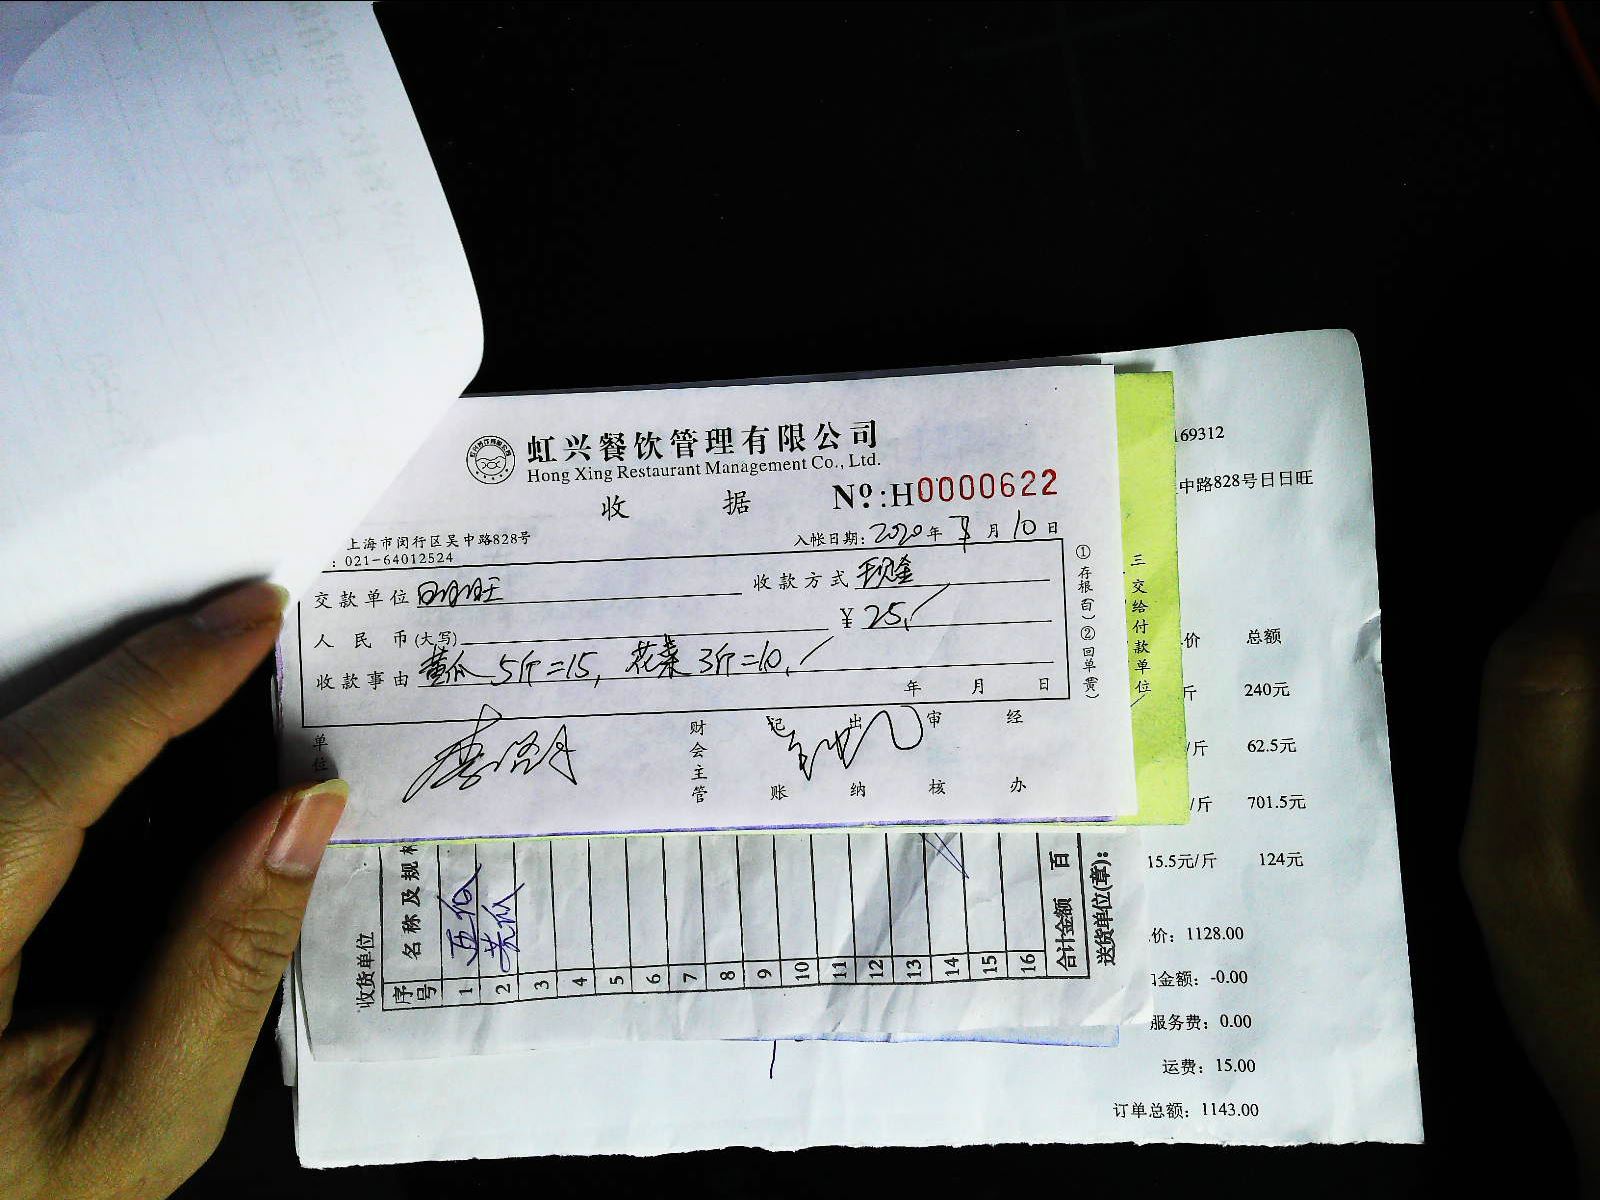 虹兴餐饮管理有限公司
Hong Xing Restaurant Management Co., Ltd.
收 据 Nº:H0000622
上海市闵行区吴中路828号
: 021-64012524
入帐日期: 2020 年 月 10 日
交款单位 日日旺 收款方式 现金
人民币(大写) ¥ 25.
收款事由 黄瓜 5斤=15, 花菜 3斤=10.
年 月 日
①存根(白)②回单(黄)
单位
财会主管 记账 出纳 审核 经办
三交给付款单位
169312
中路828号日日旺
价 总额
斤 240元
/斤 62.5元
/斤 701.5元
15.5元/斤 124元
价: 1128.00
金额: -0.00
服务费: 0.00
运费: 15.00
订单总额: 1143.00
收货单位
序号 名称及规
1
2 黄瓜
3
4
5
6
7
8
9
10
11
12
13
14
15
16
合计金额 百
送货单位(章):